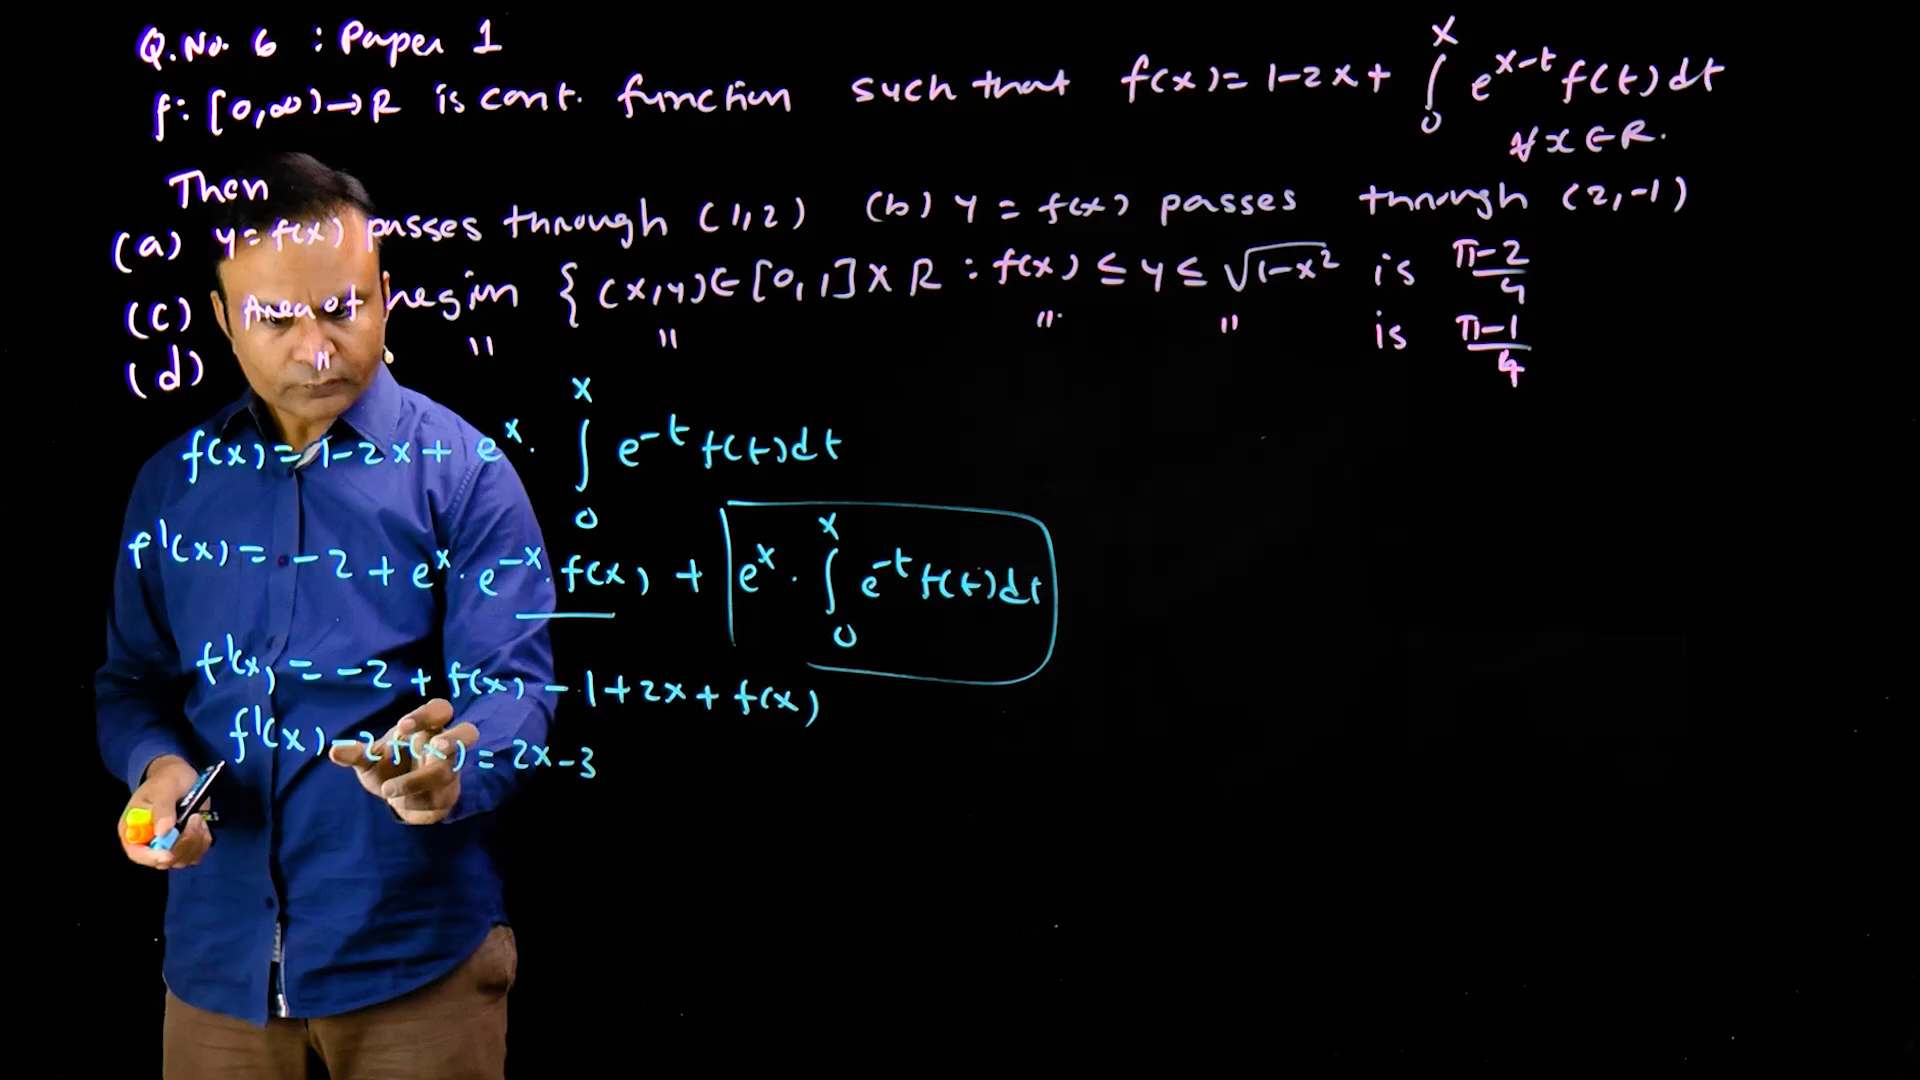 Q.No. 6 : Paper 1
f: [0,∞)→R is cont. function such that f(x)= 1-2x+ ∫₀ˣ e^{x-t} f(t)dt
∀ x∈R.
Then
(a) y=f(x) passes through (1,2) (b) y=f(x) passes through (2,-1)
(c) Area of region { (x,y)∈[0,1]×R : f(x) ≤ y ≤ √(1-x²) is (π-2)/4
(d) " " " " " is (π-1)/4
f(x)= 1-2x+ e^x · ∫₀ˣ e^{-t} f(t)dt
f'(x)= -2+e^x·e^{-x}·f(x) + e^x · ∫₀ˣ e^{-t} f(t)dt
f'(x) = -2 + f(x) -1+2x+ f(x)
f'(x)-2f(x)= 2x-3